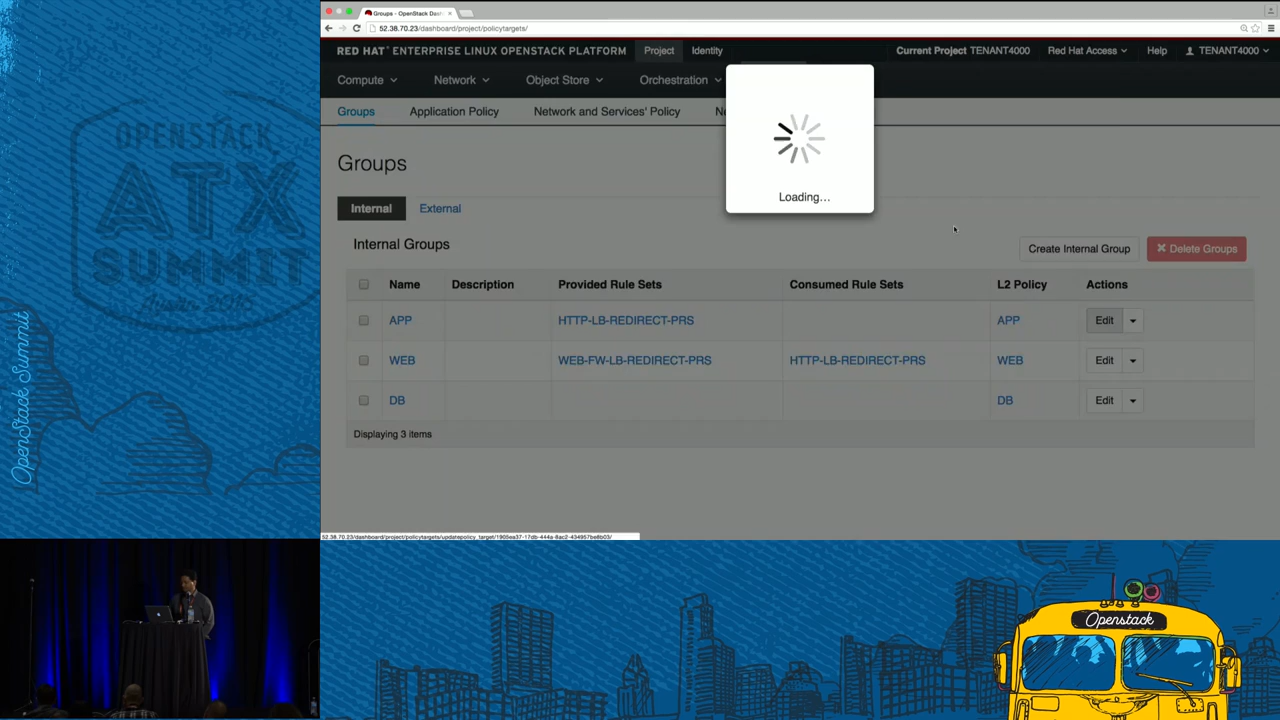 Groups - OpenStack Dash
52.38.70.23/dashboard/project/policytargets/
RED HAT ENTERPRISE LINUX OPENSTACK PLATFORM Project Identity Current Project TENANT4000 Red Hat Access Help TENANT4000
Compute Network Object Store Orchestration
Groups Application Policy Network and Services' Policy Ne
Groups
Loading…
Internal External
Internal Groups
Create Internal Group Delete Groups
Name Description Provided Rule Sets Consumed Rule Sets L2 Policy Actions
APP HTTP-LB-REDIRECT-PRS APP Edit
WEB WEB-FW-LB-REDIRECT-PRS HTTP-LB-REDIRECT-PRS WEB Edit
DB DB Edit
Displaying 3 items
OPENSTACK
ATX
SUMMIT
Austin 2016
OpenStack Summit
Openstack